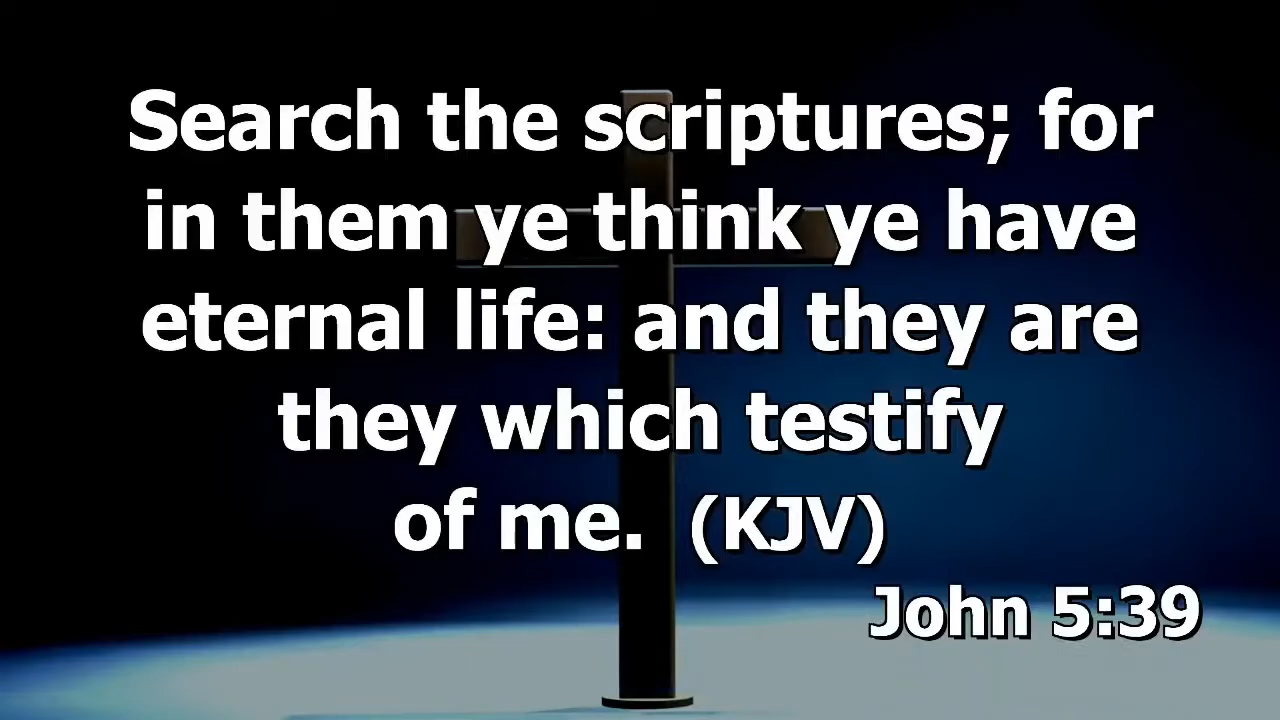 Search the scriptures; for
in them ye think ye have
eternal life: and they are
they which testify
of me. (KJV)
John 5:39